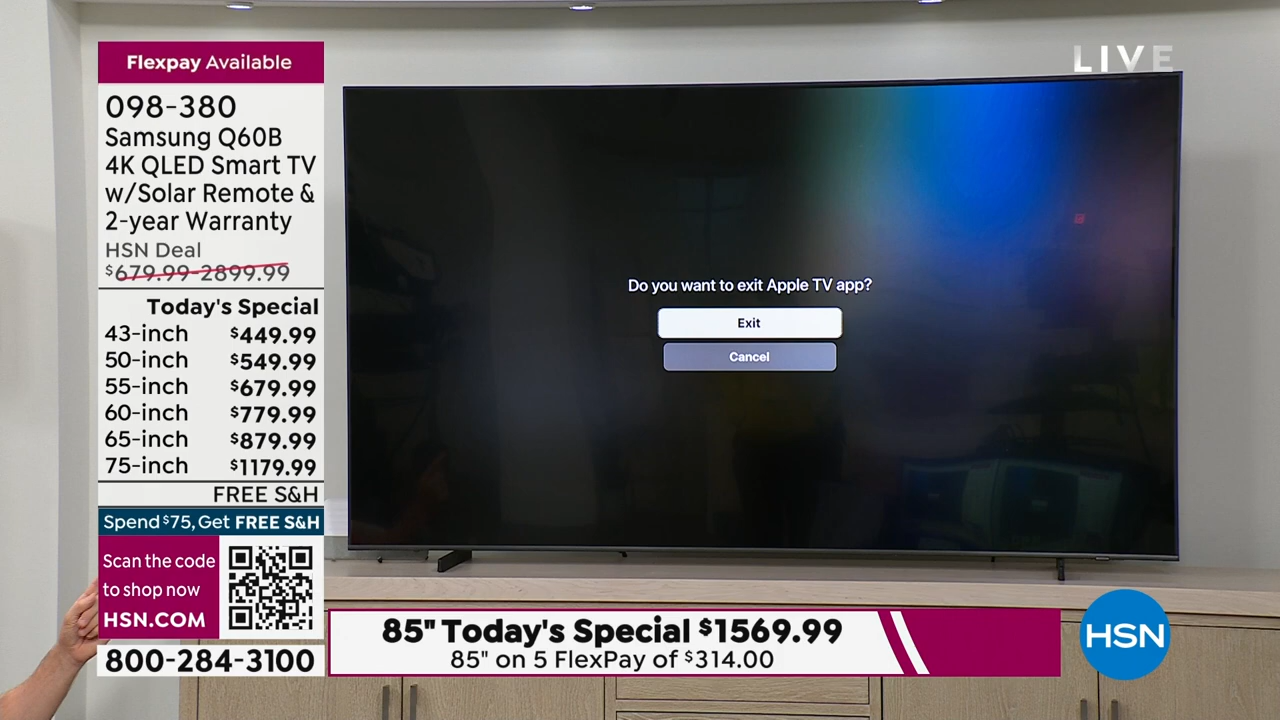 Flexpay Available
098-380
Samsung Q60B
4K QLED Smart TV
w/Solar Remote &
2-year Warranty
HSN Deal
$679.99-2899.99
Today's Special
43-inch $449.99
50-inch $549.99
55-inch $679.99
60-inch $779.99
65-inch $879.99
75-inch $1179.99
FREE S&H
Spend $75, Get FREE S&H
Scan the code
to shop now
HSN.COM
800-284-3100
LIVE
Do you want to exit Apple TV app?
Exit
Cancel
85" Today's Special $1569.99
85" on 5 FlexPay of $314.00
HSN